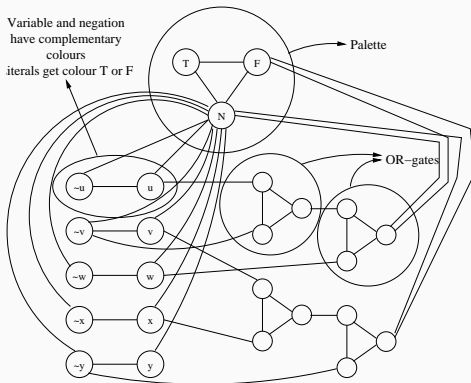 Variable and negation
have complementary
colours
iterals get colour T or F
Palette
T
F
N
OR-gates
~u
u
~v
v
~w
w
~x
x
~y
y